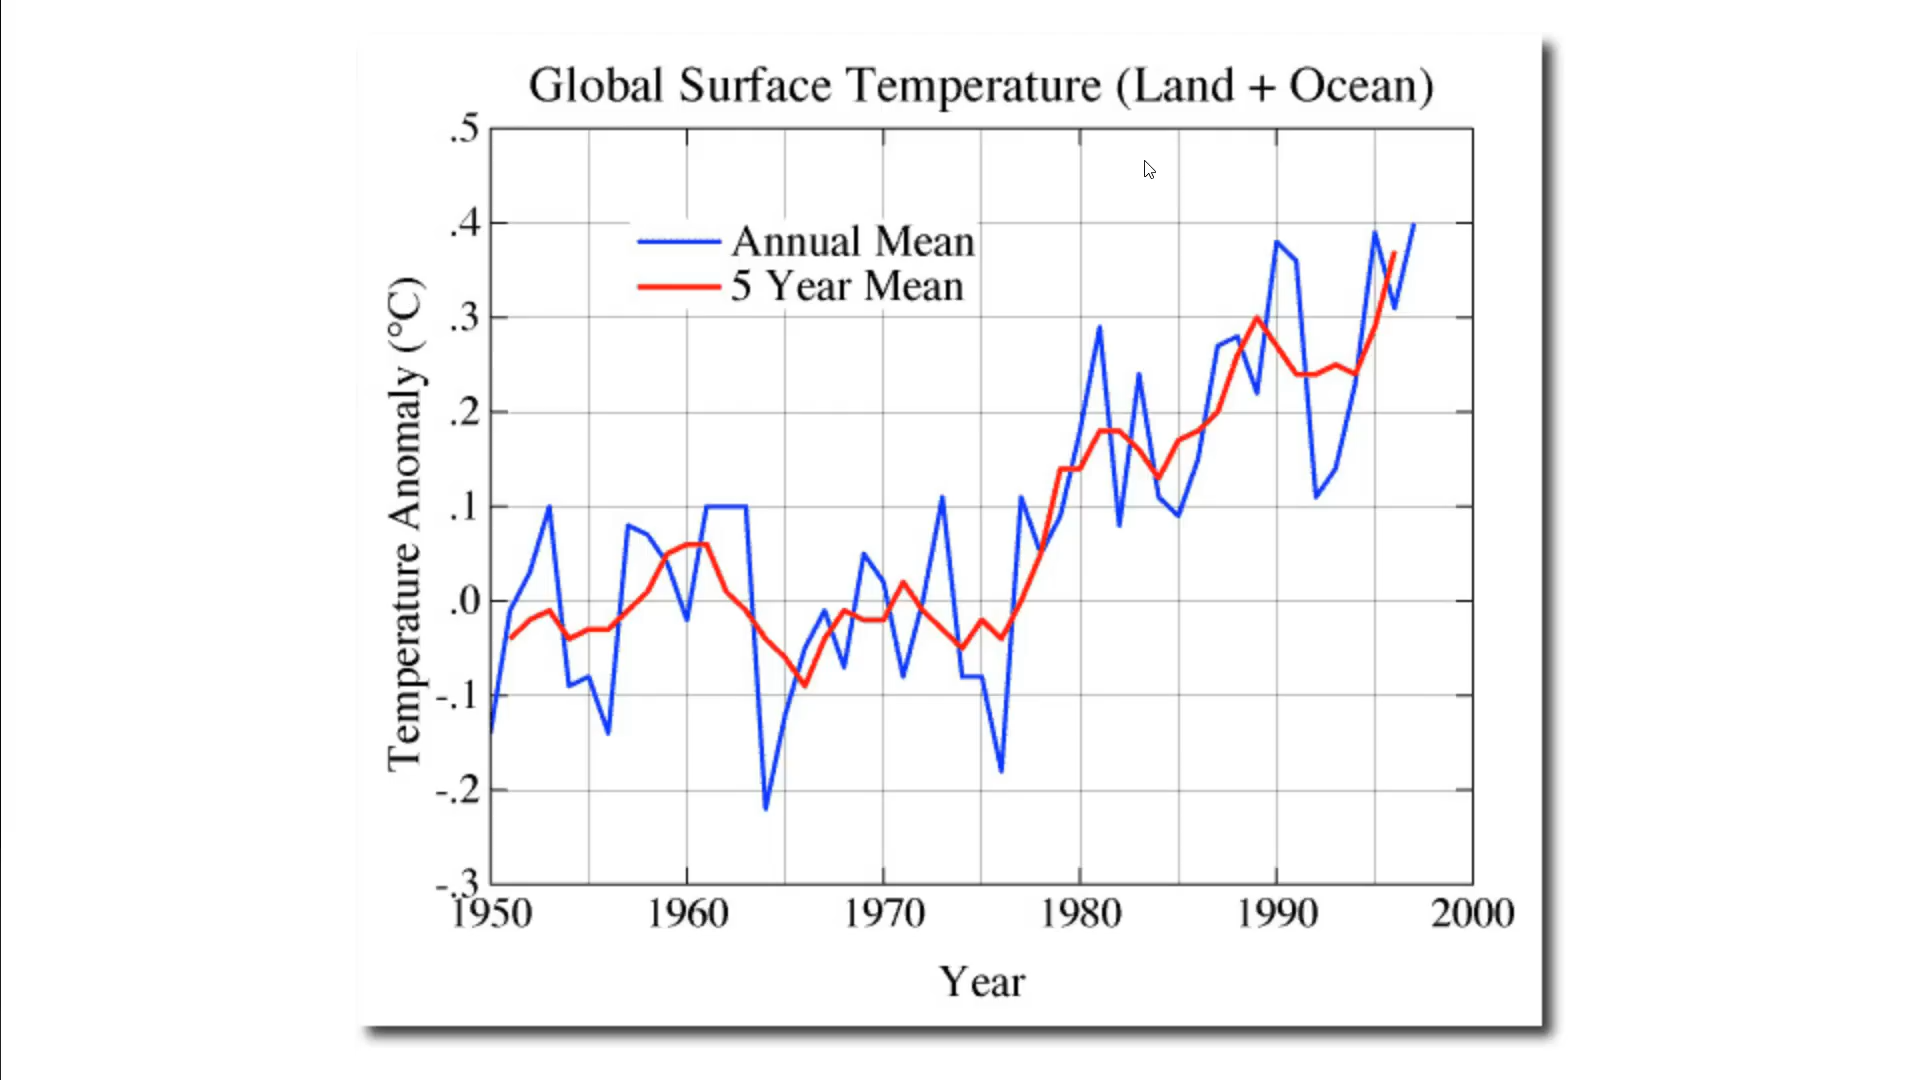 Global Surface Temperature (Land + Ocean)
.5
.4
.3
.2
.1
.0
-.1
-.2
-.3
Annual Mean
5 Year Mean
Temperature Anomaly (°C)
1950 1960 1970 1980 1990 2000
Year